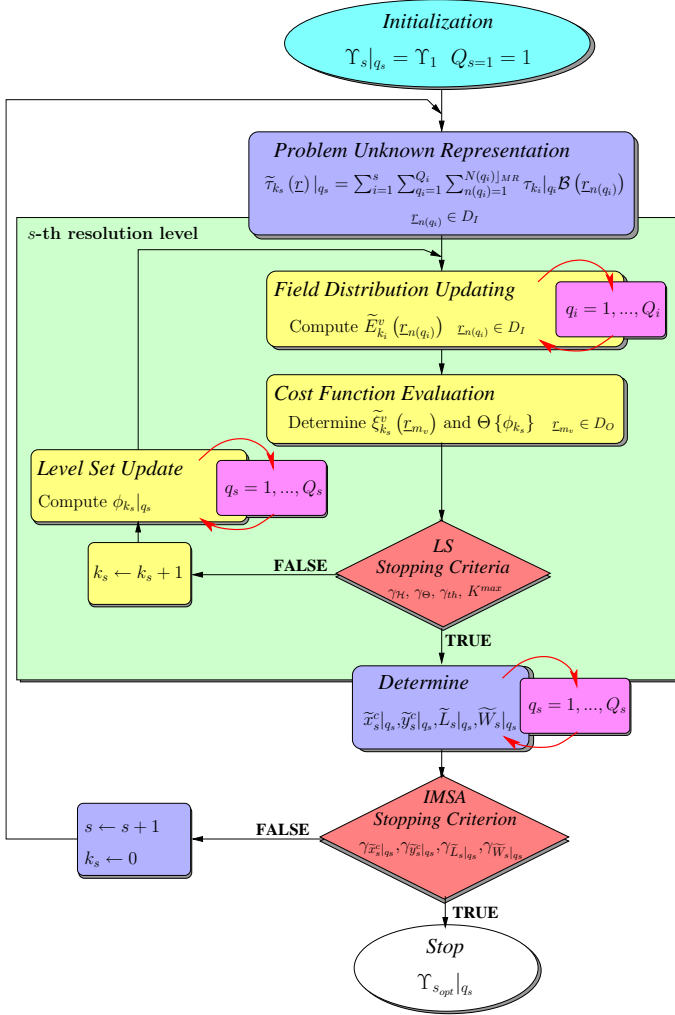 Initialization
Υ_s|_{q_s} = Υ_1 Q_{s=1} = 1
Problem Unknown Representation
τ̃_{k_s} (r) |_{q_s} = ∑_{i=1}^{s} ∑_{q_i=1}^{Q_i} ∑_{n(q_i)=1}^{N(q_i)⌋_{MR}} τ_{k_i}|_{q_i} ℬ (r_{n(q_i)})
r_{n(q_i)} ∈ D_I
s-th resolution level
Field Distribution Updating
Compute Ẽ^v_{k_i} (r_{n(q_i)}) r_{n(q_i)} ∈ D_I
q_i = 1, ..., Q_i
Cost Function Evaluation
Determine ξ̃^v_{k_s} (r_{m_v}) and Θ {φ_{k_s}} r_{m_v} ∈ D_O
Level Set Update
Compute φ_{k_s}|_{q_s}
q_s = 1, ..., Q_s
k_s ← k_s + 1
FALSE
LS
Stopping Criteria
γ_ℋ, γ_Θ, γ_{th}, K^{max}
TRUE
Determine
x̃^c_s|_{q_s}, ỹ^c_s|_{q_s}, L̃_s|_{q_s}, W̃_s|_{q_s}
q_s = 1, ..., Q_s
IMSA
Stopping Criterion
γ_{x̃^c_s|_{q_s}}, γ_{ỹ^c_s|_{q_s}}, γ_{L̃_s|_{q_s}}, γ_{W̃_s|_{q_s}}
FALSE
s ← s + 1
k_s ← 0
TRUE
Stop
Υ_{s_{opt}}|_{q_s}